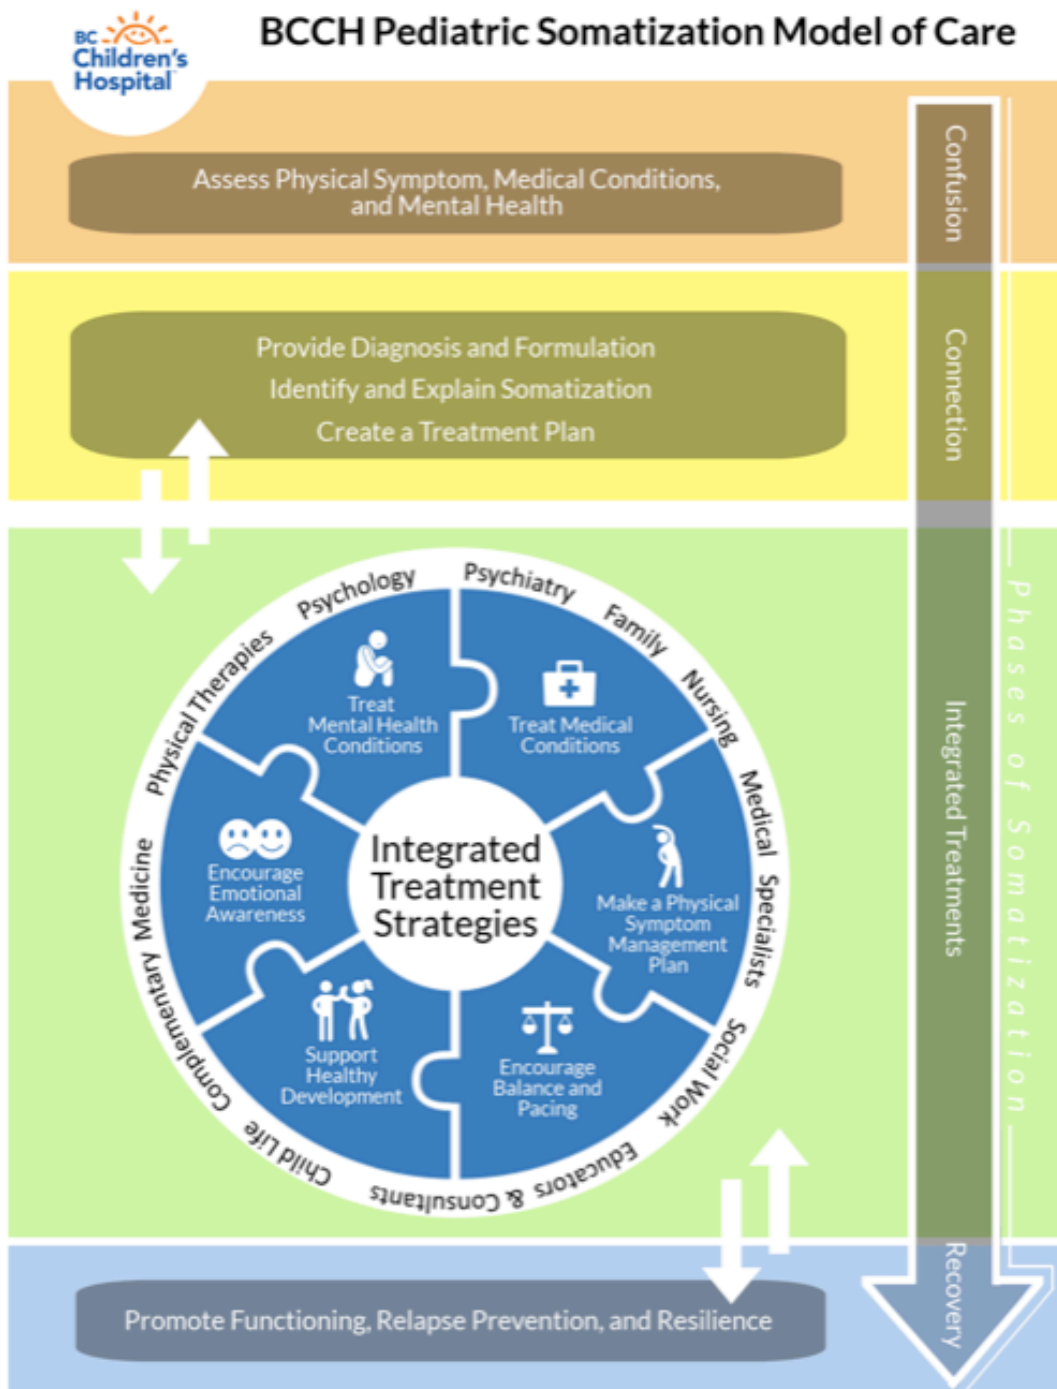 BC
Children's
Hospital
BCCH Pediatric Somatization Model of Care
Assess Physical Symptom, Medical Conditions,
and Mental Health
Confusion
Provide Diagnosis and Formulation
Identify and Explain Somatization
Create a Treatment Plan
Connection
Psychology
Psychiatry
Family
Nursing
Medical Specialists
Social Work
Educators & Consultants
Child Life
Complementary Medicine
Physical Therapies
Treat
Mental Health
Conditions
Treat Medical
Conditions
Encourage
Emotional
Awareness
Integrated
Treatment
Strategies
Make a Physical
Symptom
Management
Plan
Support
Healthy
Development
Encourage
Balance and
Pacing
Integrated Treatments
Phases of Somatization
Promote Functioning, Relapse Prevention, and Resilience
Recovery